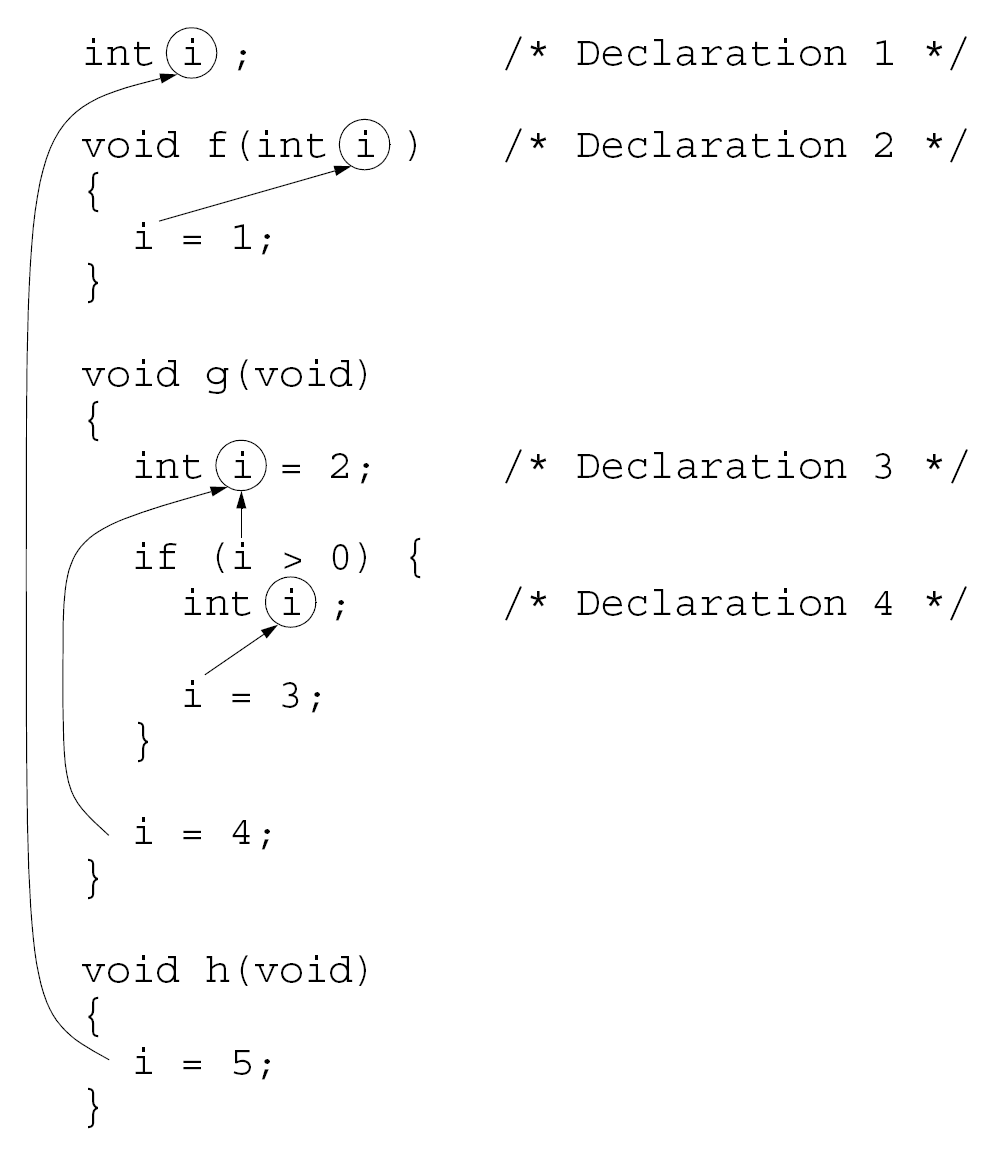 int i ; /* Declaration 1 */
void f(int i ) /* Declaration 2 */
{
i = 1;
}
void g(void)
{
int i = 2; /* Declaration 3 */
if (i > 0) {
int i ; /* Declaration 4 */
i = 3;
}
i = 4;
}
void h(void)
{
i = 5;
}